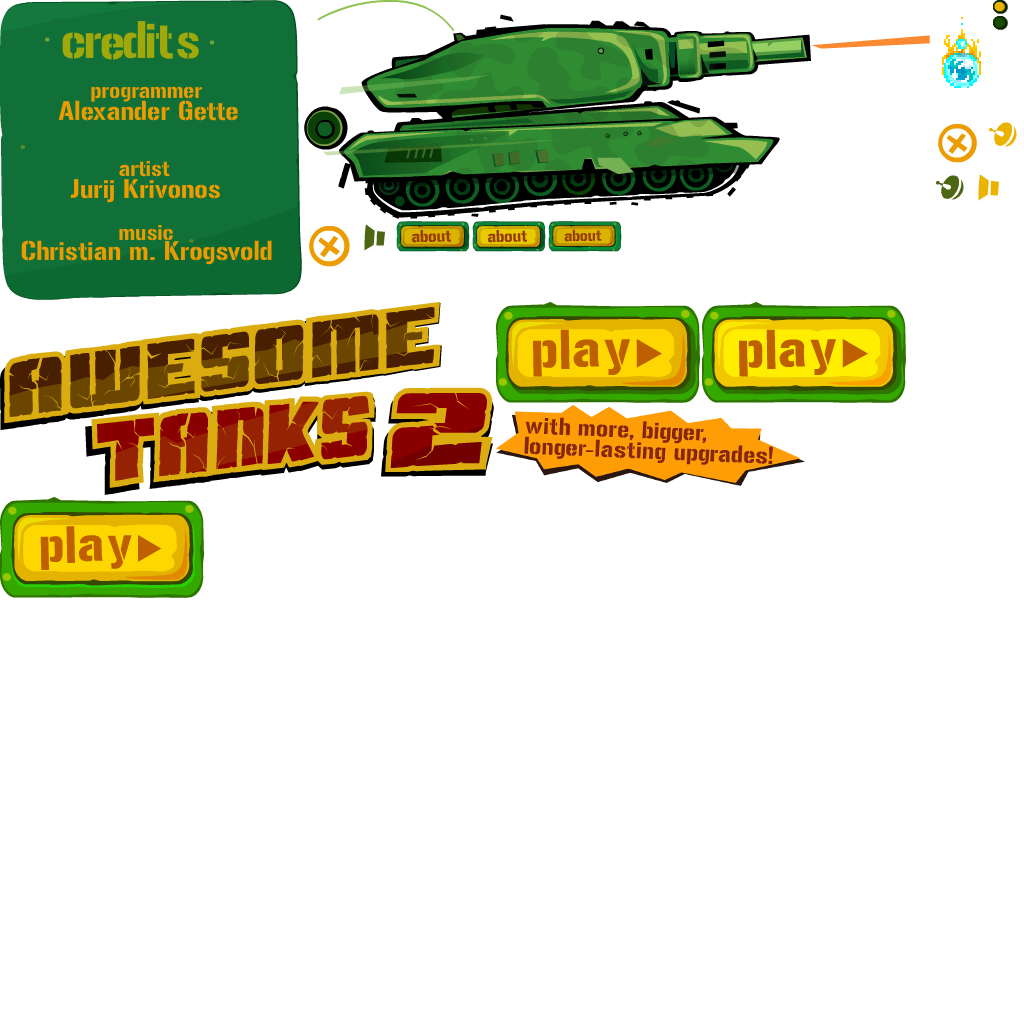 credits
programmer
Alexander Gette
artist
Jurij Krivonos
music
Christian m. Krogsvold
about
about
about
AWESOME
TANKS 2
play
play
with more, bigger,
longer-lasting upgrades!
play